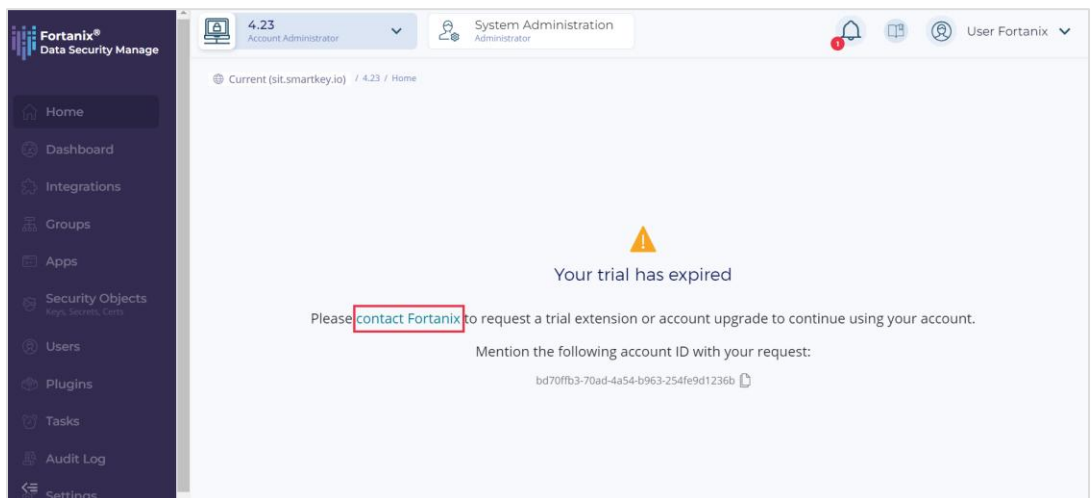 Fortanix®
Data Security Manage
Home
Dashboard
Integrations
Groups
Apps
Security Objects
Keys, Secrets, Certs
Users
Plugins
Tasks
Audit Log
Settings
4.23
Account Administrator
System Administration
Administrator
1
User Fortanix
Current (sit.smartkey.io) / 4.23 / Home
Your trial has expired
Please contact Fortanix to request a trial extension or account upgrade to continue using your account.
Mention the following account ID with your request:
bd70ffb3-70ad-4a54-b963-254fe9d1236b